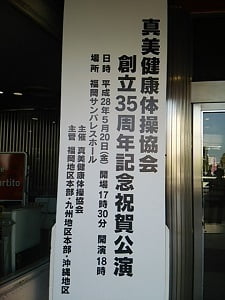 真美健康体操協会
創立35周年記念祝賀公演
日時 平成28年5月20日(金) 開場17時30分 開演18時
場所 福岡サンパレスホール
主催 真美健康体操協会
主管 福岡地区本部・九州地区本部・沖縄地区
rtito